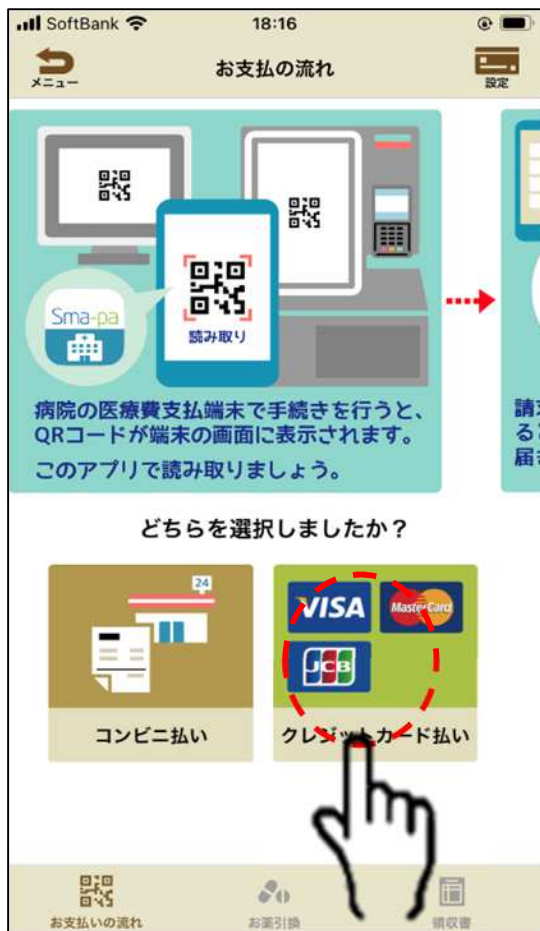 SoftBank 18:16
メニュー
お支払の流れ
設定
Sma-pa
読み取り
病院の医療費支払端末で手続きを行うと、
QRコードが端末の画面に表示されます。
このアプリで読み取りましょう。
請求
ると
届き
どちらを選択しましたか？
24
VISA MasterCard
JCB
コンビニ払い
クレジットカード払い
お支払いの流れ
お薬引換
領収書